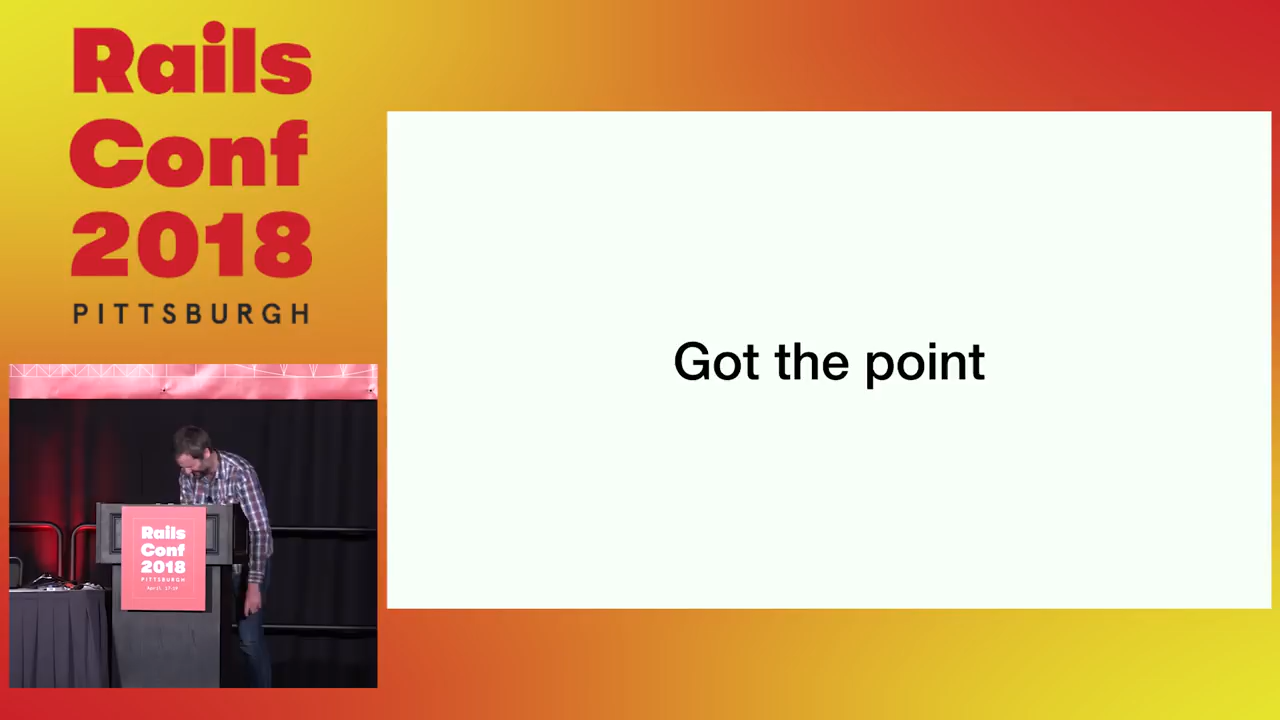 Rails
Conf
2018
PITTSBURGH
Got the point
Rails
Conf
2018
PITTSBURGH